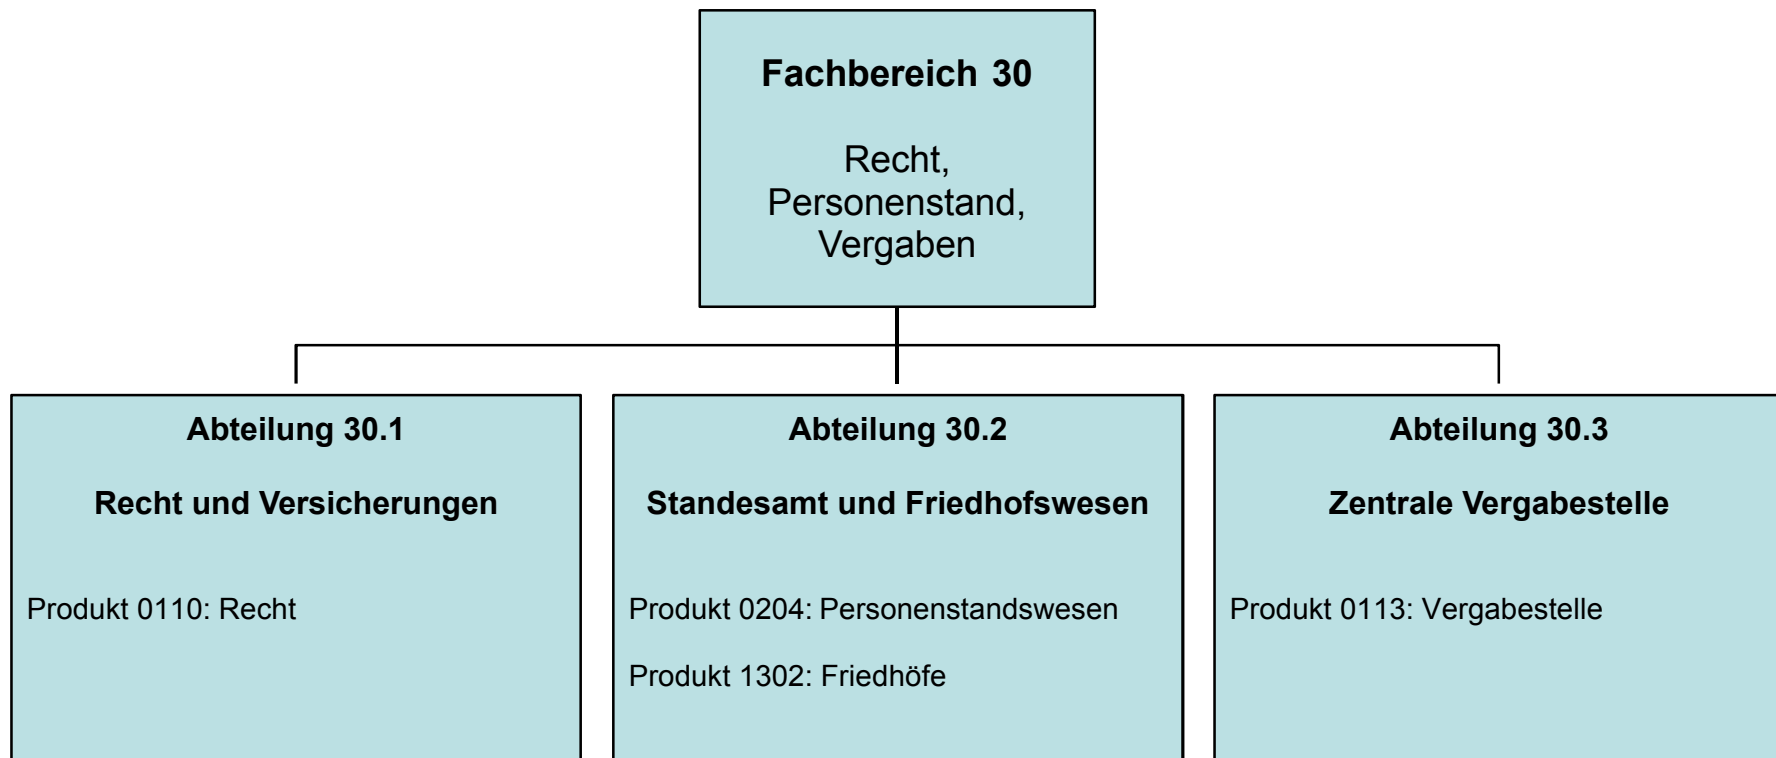 Fachbereich 30
Recht,
Personenstand,
Vergaben
Abteilung 30.1
Recht und Versicherungen
Produkt 0110: Recht
Abteilung 30.2
Standesamt und Friedhofswesen
Produkt 0204: Personenstandswesen
Produkt 1302: Friedhöfe
Abteilung 30.3
Zentrale Vergabestelle
Produkt 0113: Vergabestelle